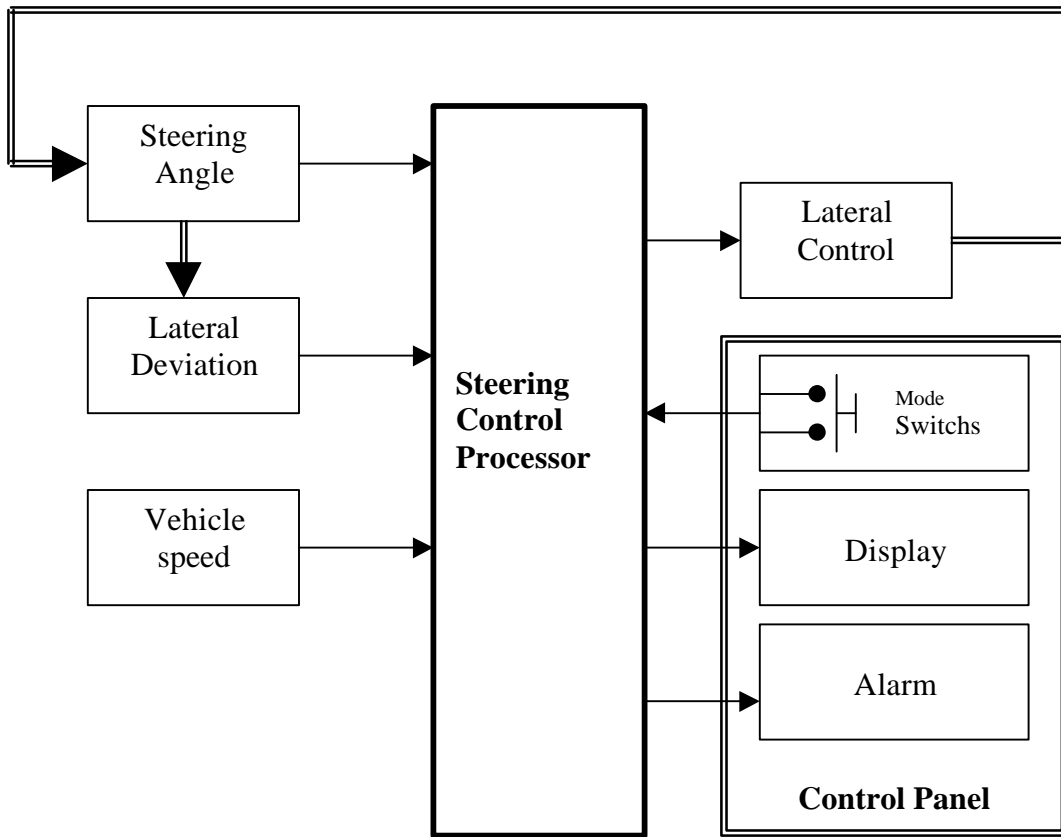 Steering
Angle
Lateral
Deviation
Vehicle
speed
Steering
Control
Processor
Lateral
Control
Mode
Switchs
Display
Alarm
Control Panel